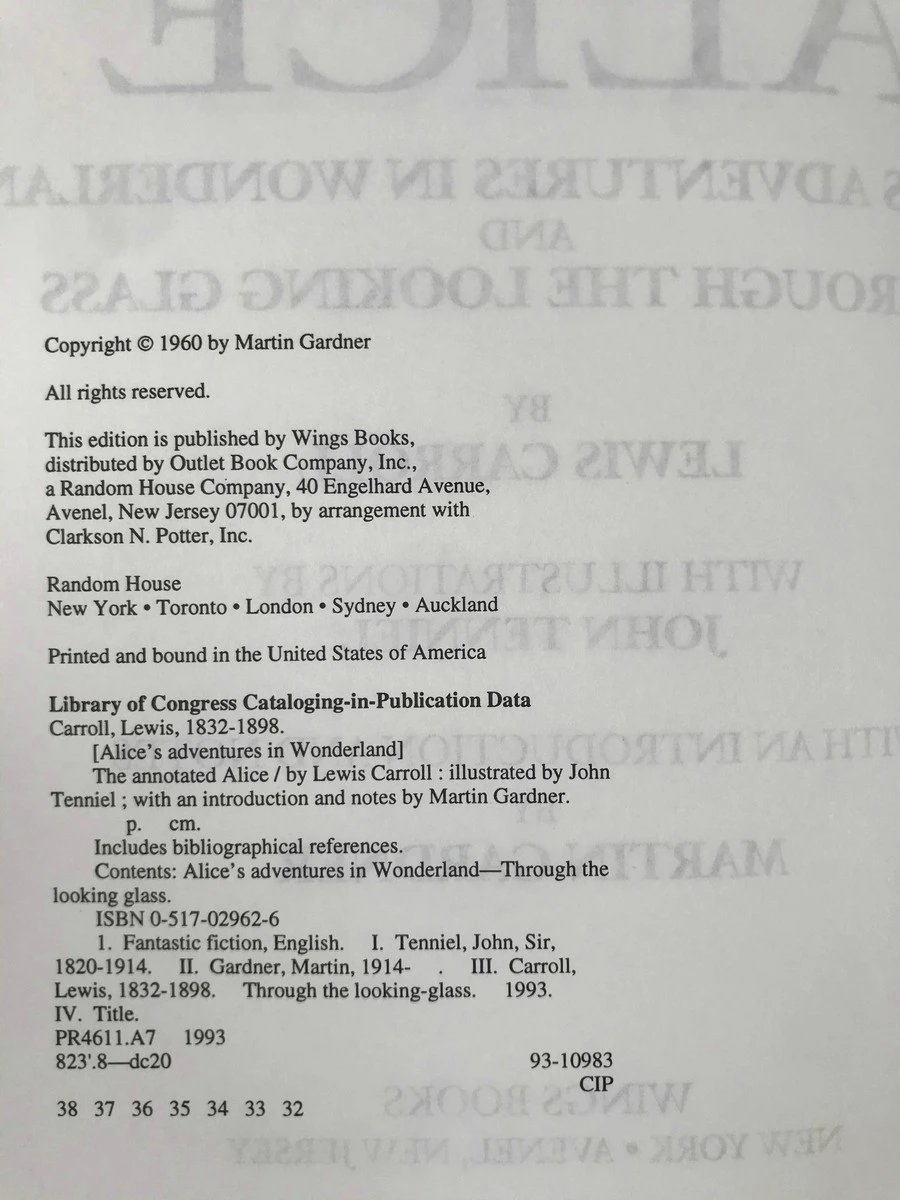 Copyright © 1960 by Martin Gardner
All rights reserved.
This edition is published by Wings Books,
distributed by Outlet Book Company, Inc.,
a Random House Company, 40 Engelhard Avenue,
Avenel, New Jersey 07001, by arrangement with
Clarkson N. Potter, Inc.
Random House
New York • Toronto • London • Sydney • Auckland
Printed and bound in the United States of America
Library of Congress Cataloging-in-Publication Data
Carroll, Lewis, 1832-1898.
[Alice's adventures in Wonderland]
The annotated Alice / by Lewis Carroll : illustrated by John
Tenniel ; with an introduction and notes by Martin Gardner.
p. cm.
Includes bibliographical references.
Contents: Alice's adventures in Wonderland—Through the
looking glass.
ISBN 0-517-02962-6
1. Fantastic fiction, English. I. Tenniel, John, Sir,
1820-1914. II. Gardner, Martin, 1914- . III. Carroll,
Lewis, 1832-1898. Through the looking-glass. 1993.
IV. Title.
PR4611.A7 1993
823'.8—dc20 93-10983
CIP
38 37 36 35 34 33 32